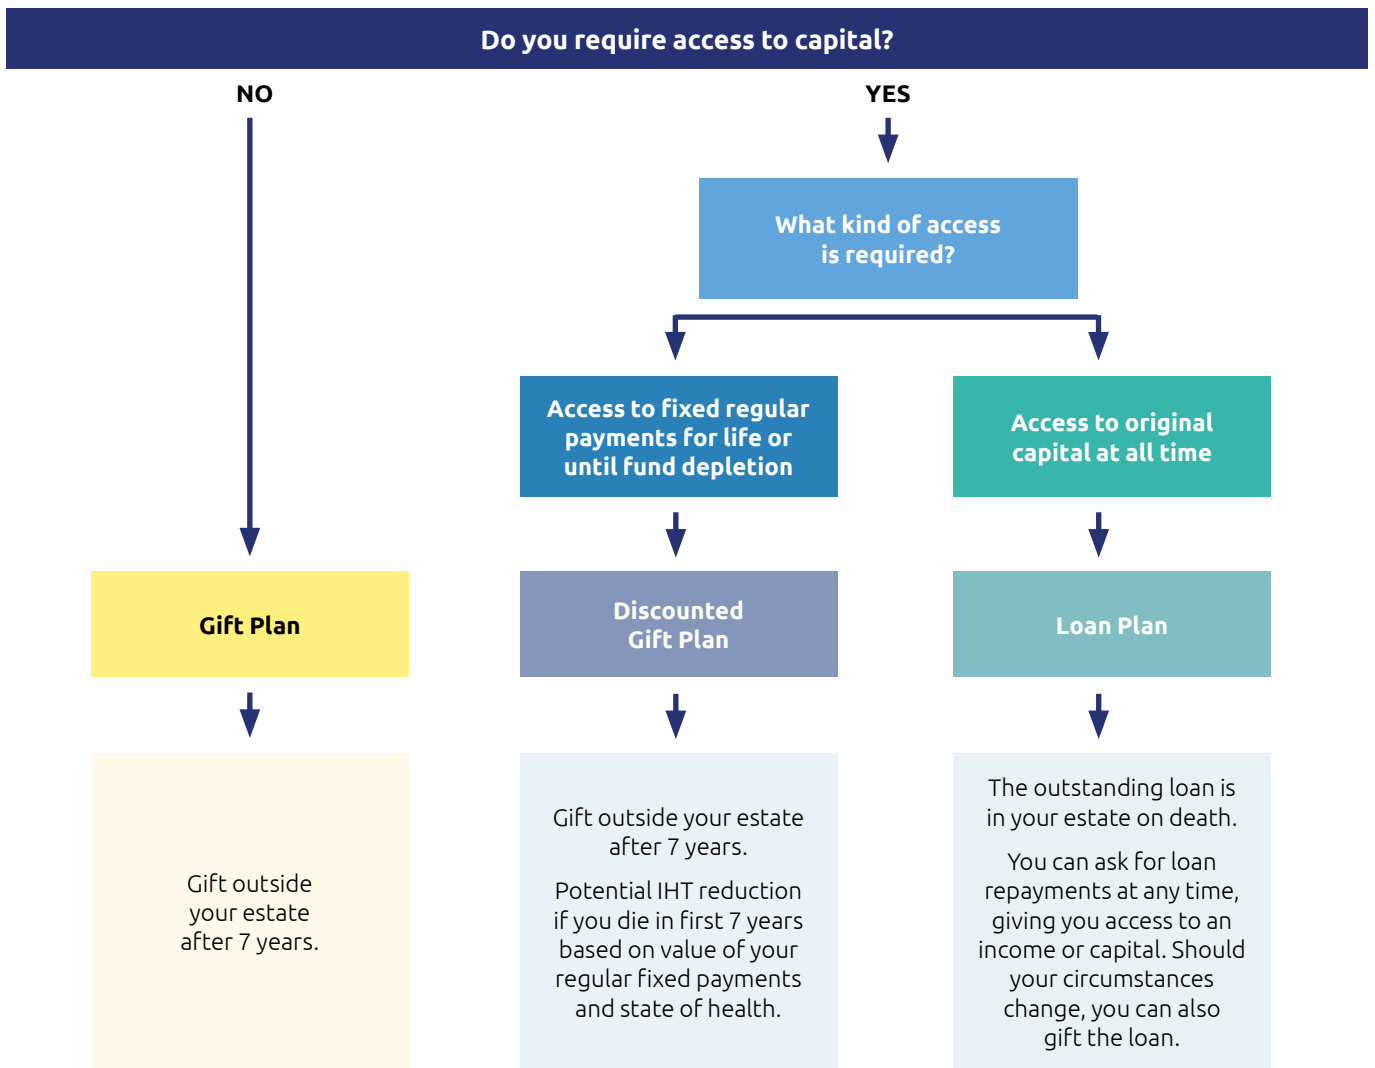 Do you require access to capital?
NO
YES
What kind of access
is required?
Access to fixed regular
payments for life or
until fund depletion
Access to original
capital at all time
Gift Plan
Discounted
Gift Plan
Loan Plan
Gift outside
your estate
after 7 years.
Gift outside your estate
after 7 years.
Potential IHT reduction
if you die in first 7 years
based on value of your
regular fixed payments
and state of health.
The outstanding loan is
in your estate on death.
You can ask for loan
repayments at any time,
giving you access to an
income or capital. Should
your circumstances
change, you can also
gift the loan.